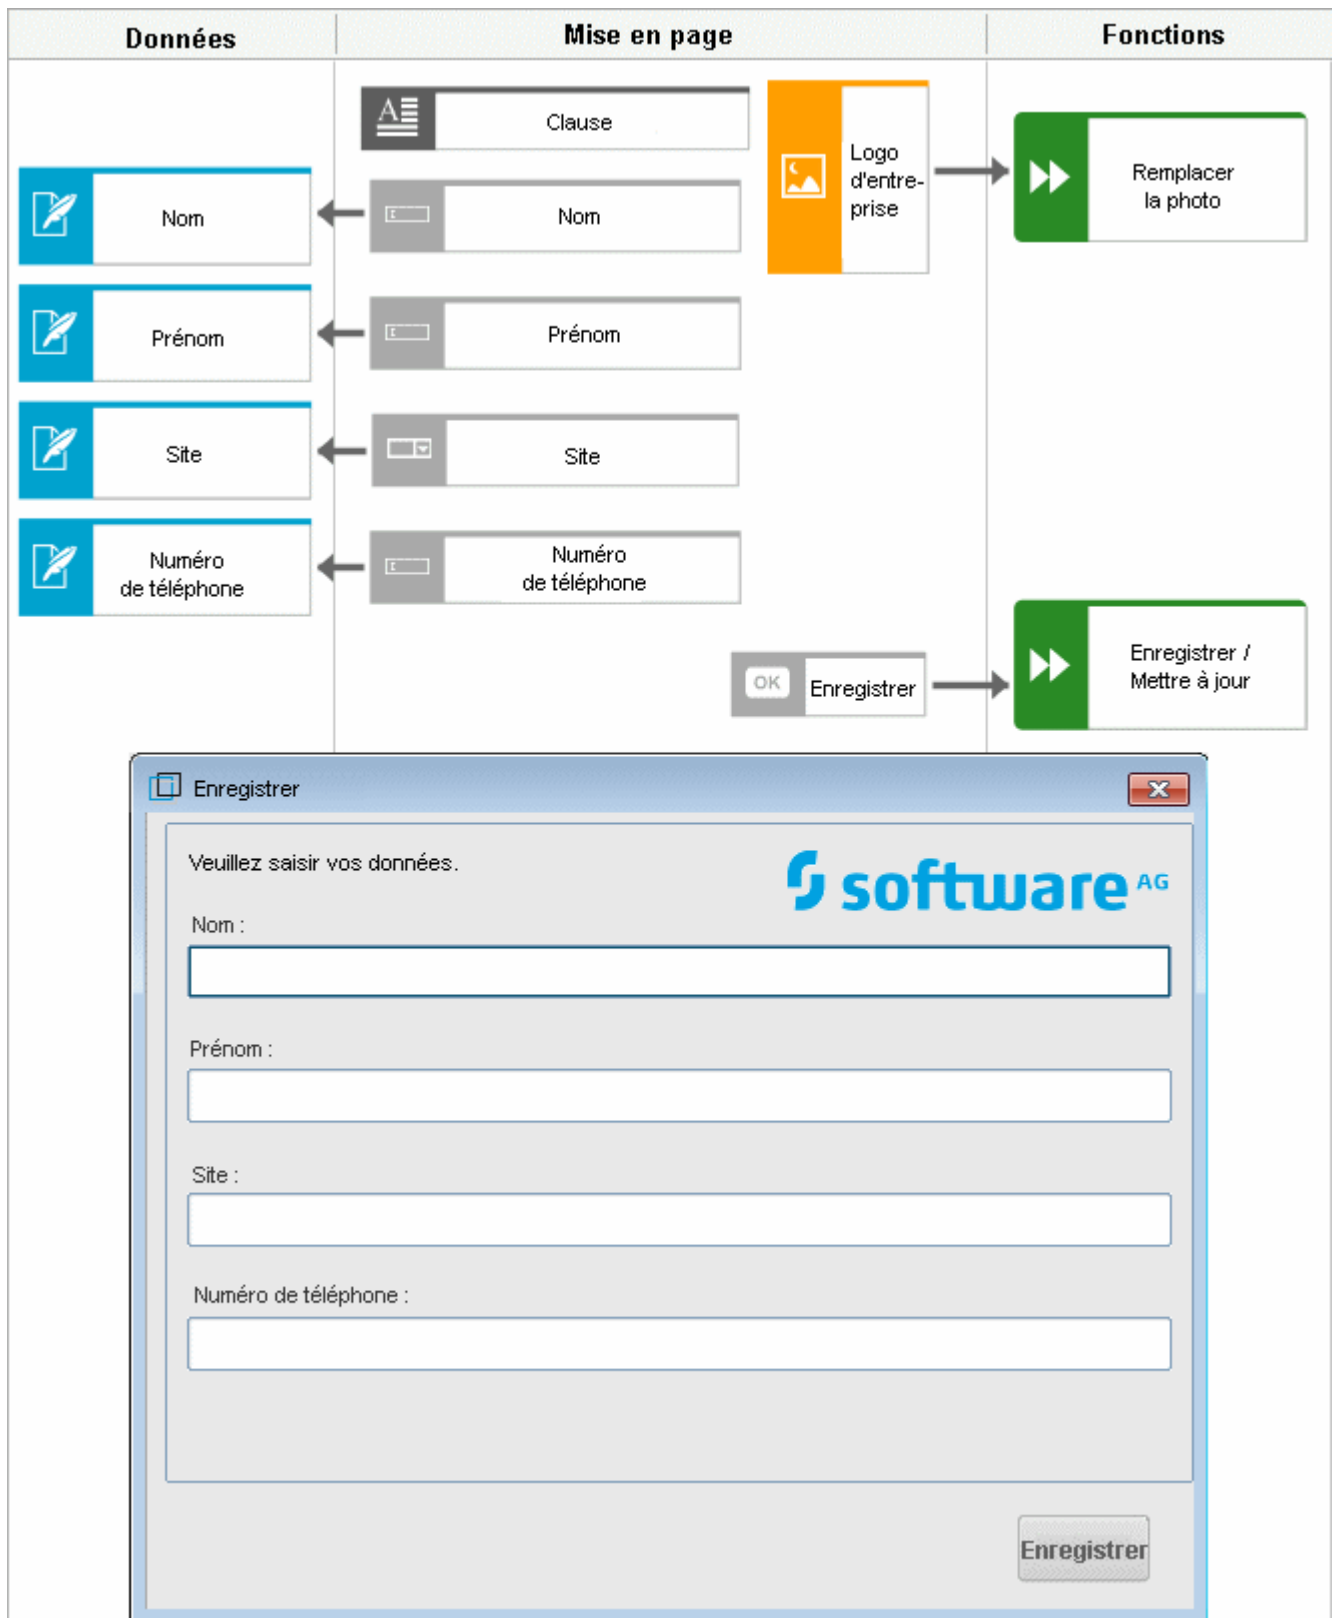 Données
Mise en page
Fonctions
Clause
Logo
d'entre-
prise
Remplacer
la photo
Nom
Nom
Prénom
Prénom
Site
Site
Numéro
de téléphone
Numéro
de téléphone
OK
Enregistrer
Enregistrer /
Mettre à jour
Enregistrer
Veuillez saisir vos données.
software AG
Nom :
Prénom :
Site :
Numéro de téléphone :
Enregistrer